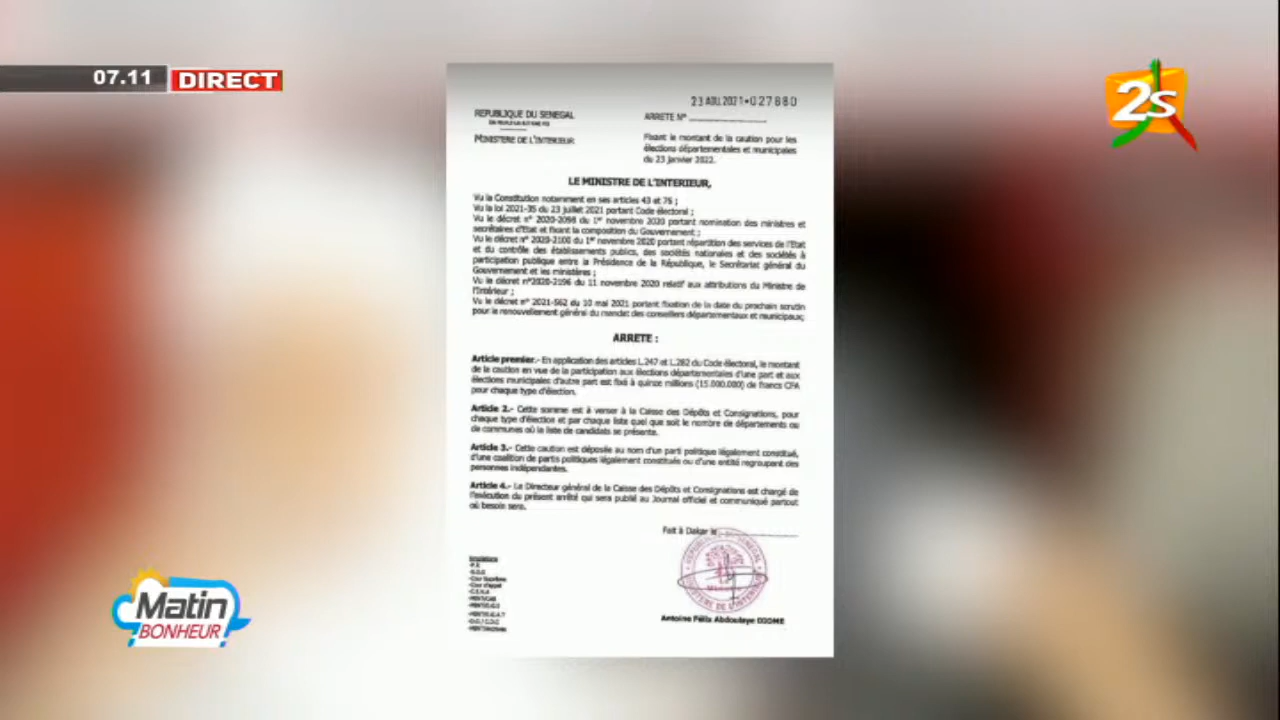 07.11 DIRECT
2s
23 AOU.2021*027880
REPUBLIQUE DU SENEGAL
ARRETE N°
MINISTERE DE L'INTERIEUR
Fixant le montant de la caution pour les
élections départementales et municipales
du 23 janvier 2022.
LE MINISTRE DE L'INTERIEUR,
Vu la Constitution notamment en ses articles 43 et 76 ;
Vu la loi 2021-35 du 23 juillet 2021 portant Code électoral ;
Vu le décret n° 2020-2098 du 1er novembre 2020 portant nomination des ministres et
secrétaires d'Etat et fixant la composition du Gouvernement ;
Vu le décret n° 2020-2100 du 1er novembre 2020 portant répartition des services de l'Etat
et du contrôle des établissements publics, des sociétés nationales et des sociétés à
participation publique entre la Présidence de la République, le Secrétariat général du
Gouvernement et les ministères ;
Vu le décret n°2020-2196 du 11 novembre 2020 relatif aux attributions du Ministre de
l'Intérieur ;
Vu le décret n° 2021-562 du 10 mai 2021 portant fixation de la date du prochain scrutin
pour le renouvellement général du mandat des conseillers départementaux et municipaux;
ARRETE :
Article premier.- En application des articles L.247 et L.282 du Code électoral, le montant
de la caution en vue de la participation aux élections départementales d'une part et aux
élections municipales d'autre part est fixé à quinze millions (15.000.000) de francs CFA
pour chaque type d'élection.
Article 2.- Cette somme est à verser à la Caisse des Dépôts et Consignations, pour
chaque type d'élection et par chaque liste quel que soit le nombre de départements ou
de communes où la liste de candidats se présente.
Article 3.- Cette caution est déposée au nom d'un parti politique légalement constitué,
d'une coalition de partis politiques légalement constitués ou d'une entité regroupant des
personnes indépendantes.
Article 4.- Le Directeur général de la Caisse des Dépôts et Consignations est chargé de
l'exécution du présent arrêté qui sera publié au Journal officiel et communiqué partout
où besoin sera.
Fait à Dakar le
Antoine Félix Abdoulaye DIOME
Matin
BONHEUR